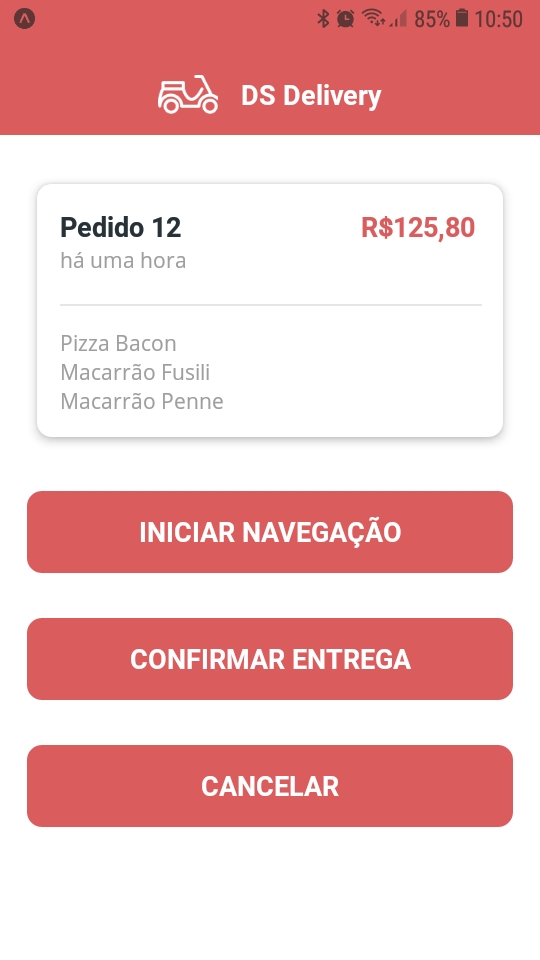 85% 10:50
DS Delivery
Pedido 12 R$125,80
há uma hora
Pizza Bacon
Macarrão Fusili
Macarrão Penne
INICIAR NAVEGAÇÃO
CONFIRMAR ENTREGA
CANCELAR